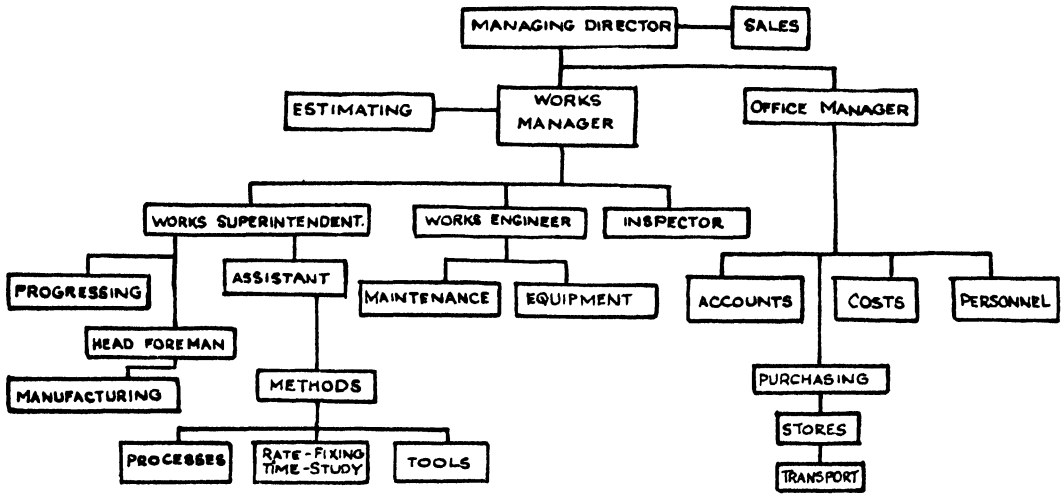 MANAGING DIRECTOR
SALES
ESTIMATING
WORKS
MANAGER
OFFICE MANAGER
WORKS SUPERINTENDENT.
WORKS ENGINEER
INSPECTOR
PROGRESSING
ASSISTANT
MAINTENANCE
EQUIPMENT
ACCOUNTS
COSTS
PERSONNEL
HEAD FOREMAN
MANUFACTURING
METHODS
PURCHASING
STORES
PROCESSES
RATE-FIXING
TIME-STUDY
TOOLS
TRANSPORT